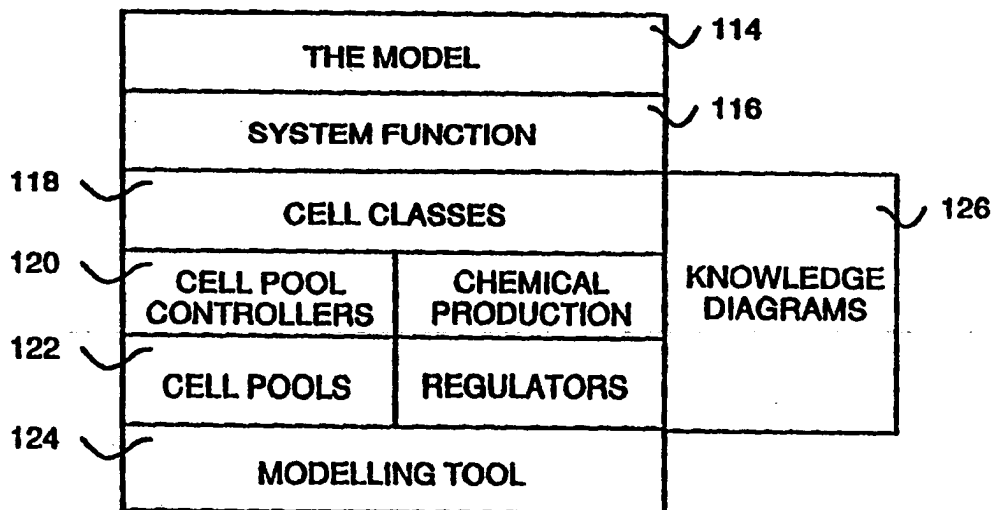 THE MODEL
114
SYSTEM FUNCTION
116
118
CELL CLASSES
126
120
CELL POOL
CONTROLLERS
CHEMICAL
PRODUCTION
KNOWLEDGE
DIAGRAMS
122
CELL POOLS
REGULATORS
124
MODELLING TOOL